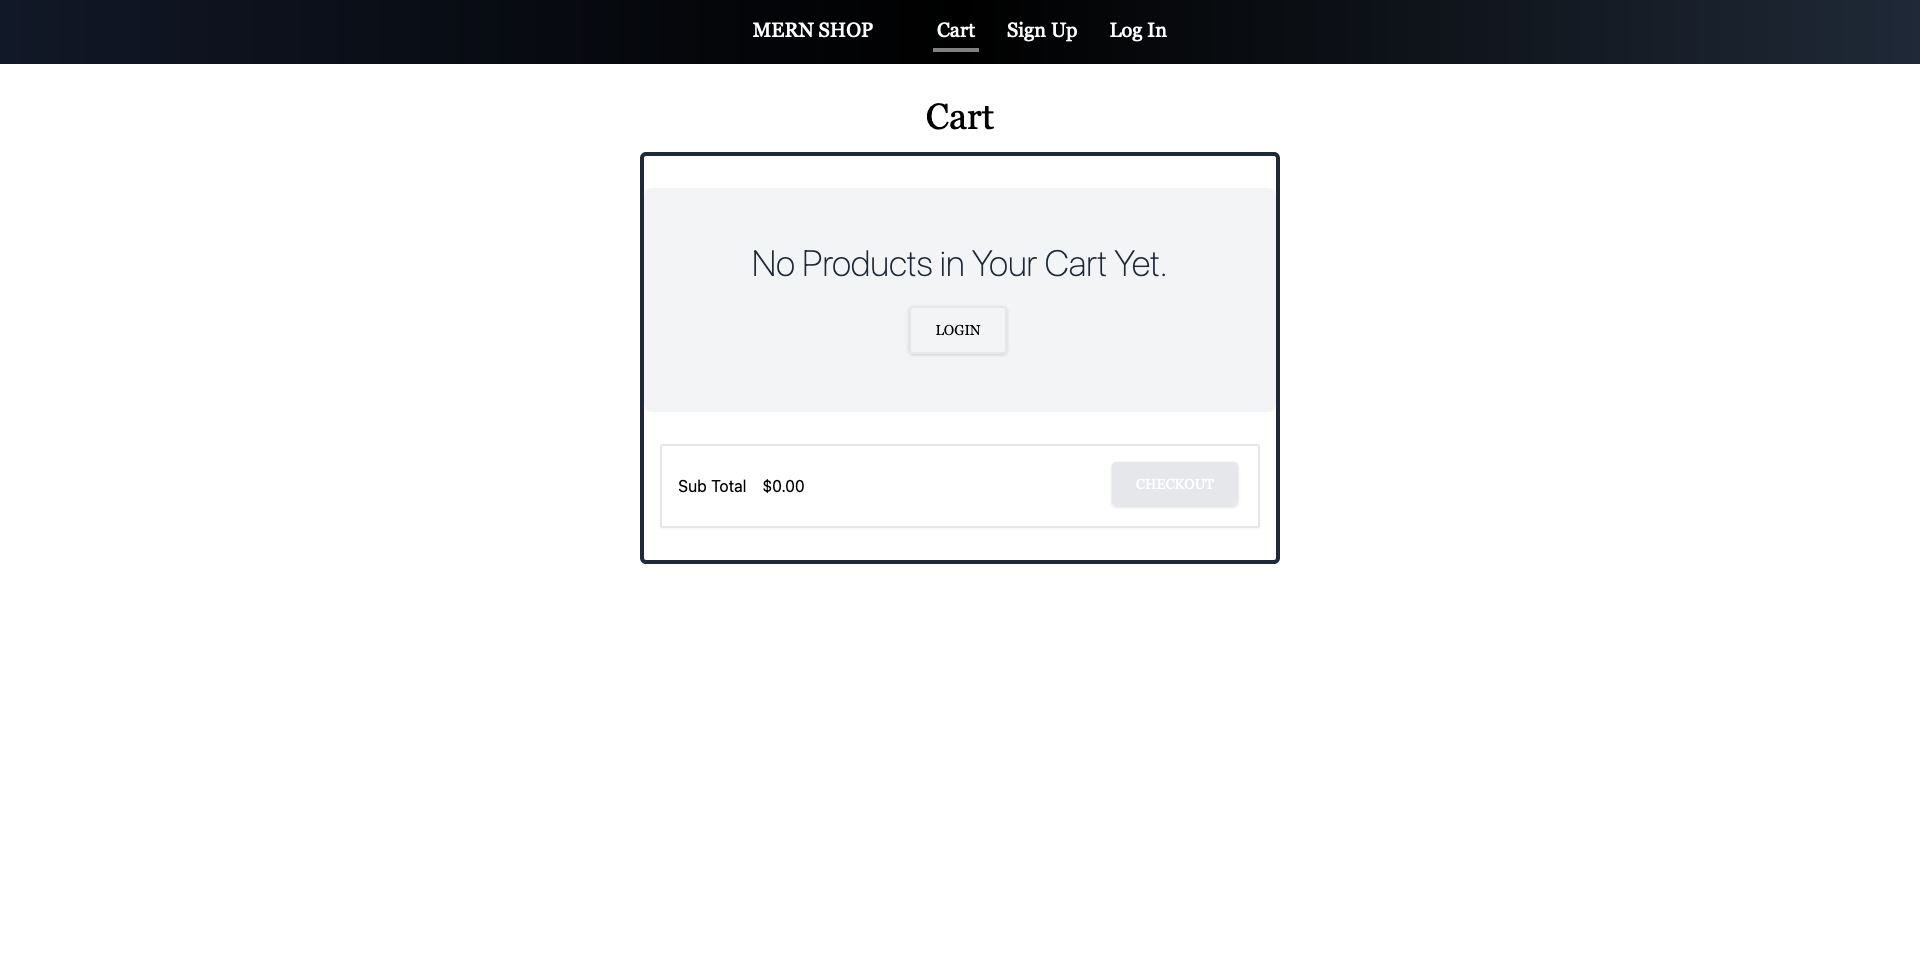 MERN SHOP Cart Sign Up Log In
Cart
No Products in Your Cart Yet.
LOGIN
Sub Total $0.00 CHECKOUT